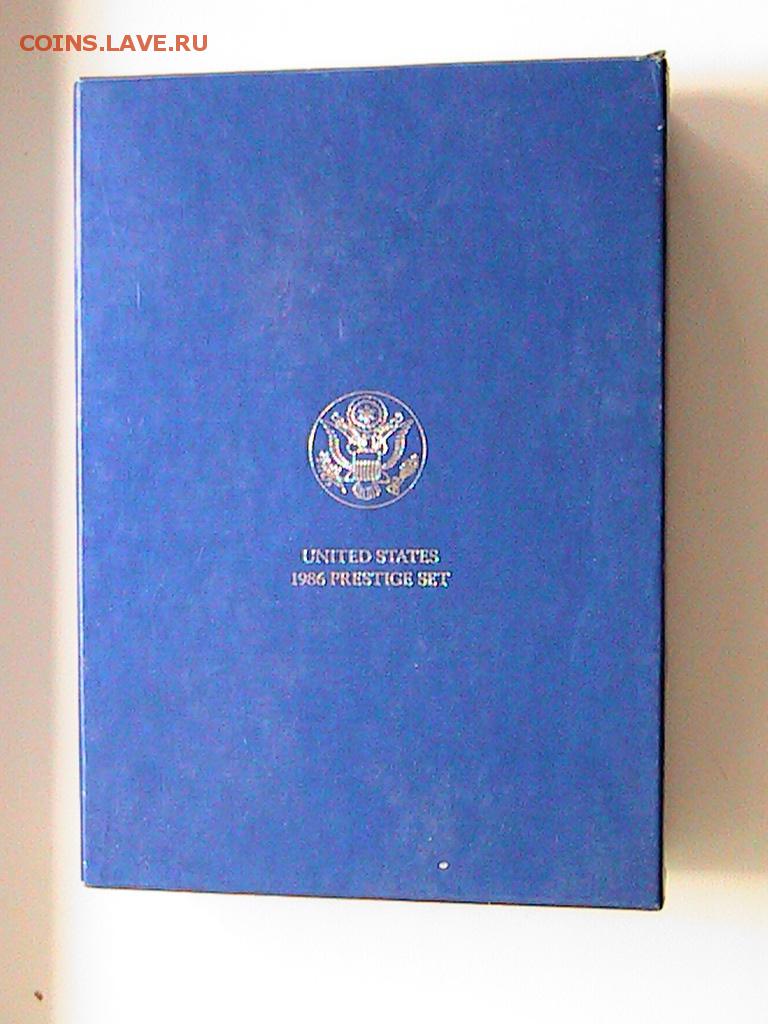 COINS.LAVE.RU
UNITED STATES
1986 PRESTIGE SET